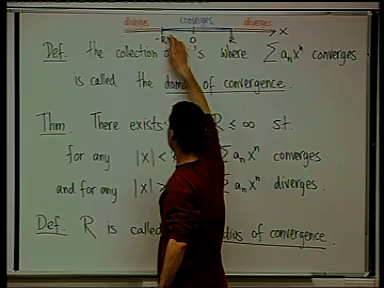 diverges converges diverges
-R 0 R x
Def. the colection of x's where ∑ aₙxⁿ converges
is called the domain of convergence.
Thm. There exists R ≤ ∞ s.t.
for any |x| < ∑ aₙxⁿ converges
and for any |x| > ∑ aₙxⁿ diverges.
Def. R is called radius of convergence.